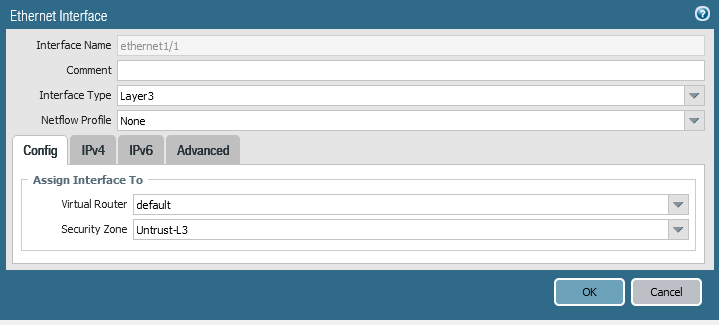 Ethernet Interface
Interface Name ethernet1/1
Comment
Interface Type Layer3
Netflow Profile None
Config IPv4 IPv6 Advanced
Assign Interface To
Virtual Router default
Security Zone Untrust-L3
OK Cancel